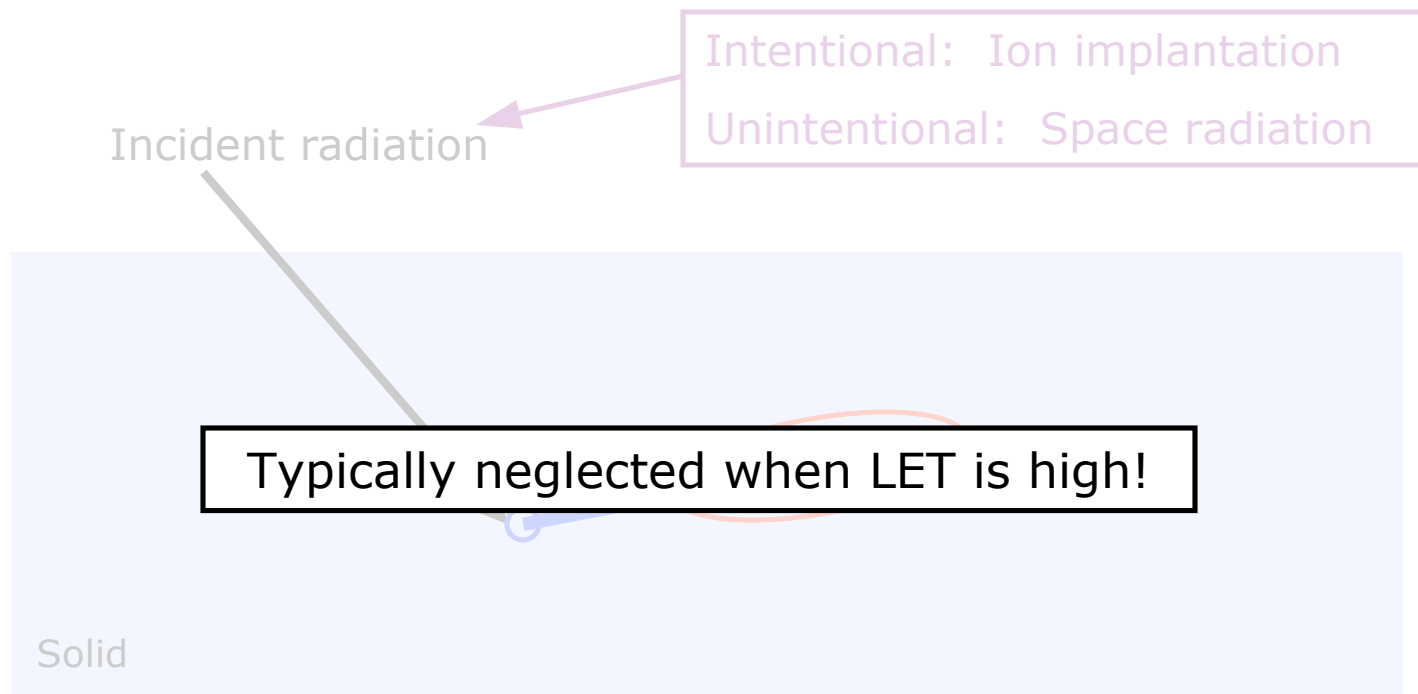 Intentional:  Ion implantation
Unintentional:  Space radiation
Incident radiation
Typically neglected when LET is high!
Solid